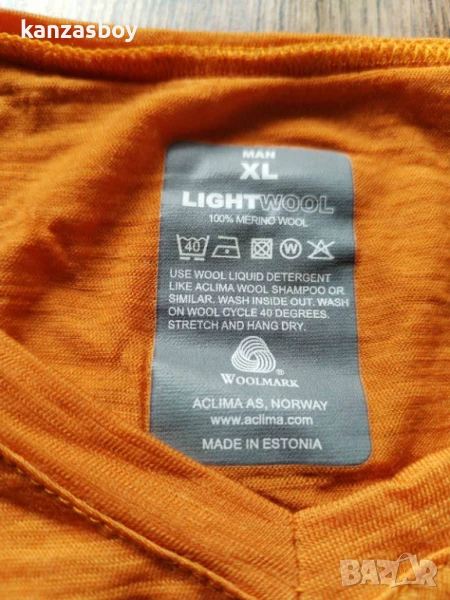 kanzasboy
MAN
XL
LIGHTWOOL
100% MERINO WOOL
40 W
USE WOOL LIQUID DETERGENT
LIKE ACLIMA WOOL SHAMPOO OR
SIMILAR. WASH INSIDE OUT. WASH
ON WOOL CYCLE 40 DEGREES.
STRETCH AND HANG DRY.
WOOLMARK
ACLIMA AS, NORWAY
www.aclima.com
MADE IN ESTONIA
BAZAR